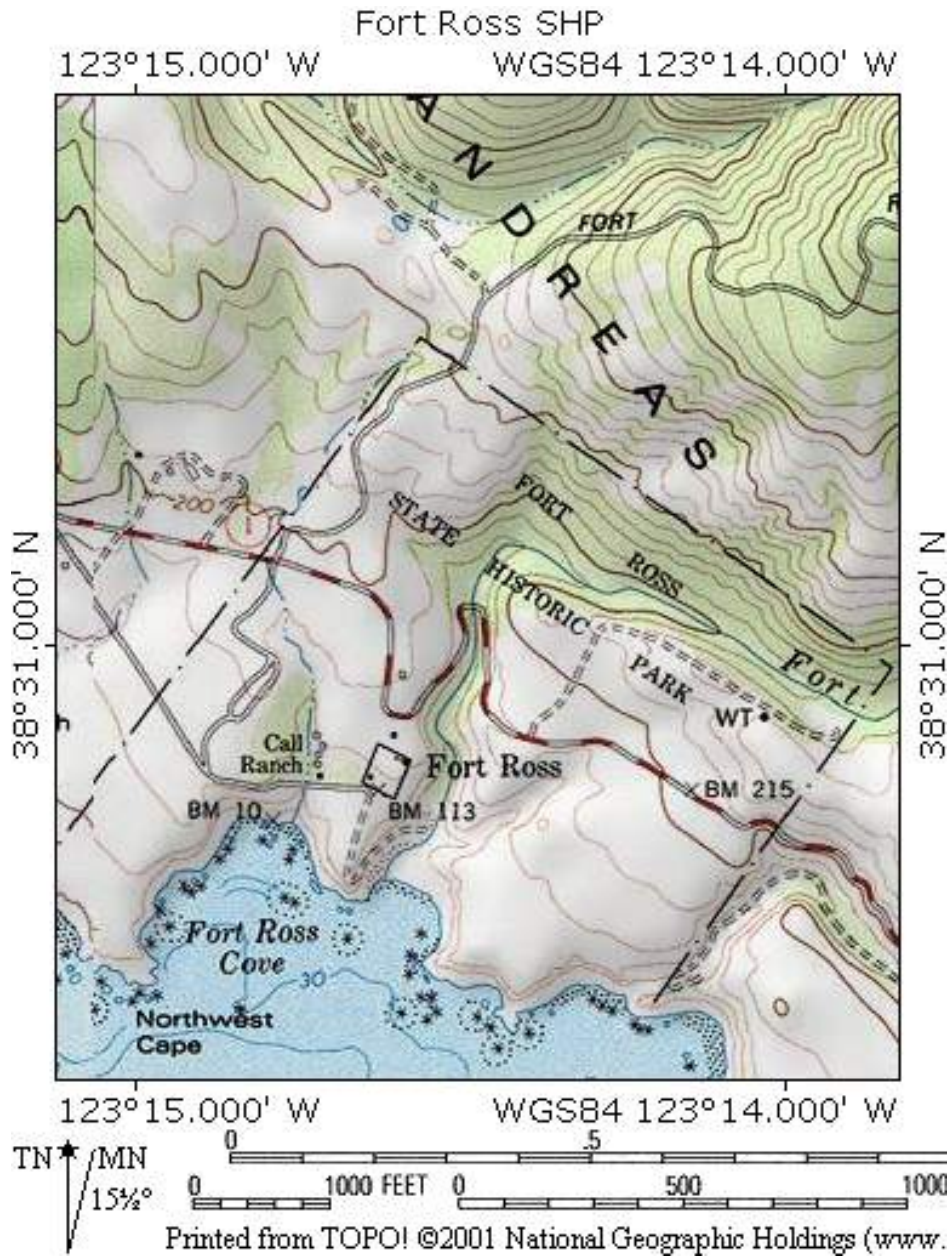 Fort Ross SHP
123°15.000' W WGS84 123°14.000' W
ANDREAS
FORT
R
200
STATE
FORT
HISTORIC
ROSS
PARK
Fort
38°31.000' N
38°31.000' N
WT
h
Call
Ranch
Fort Ross
BM 215
BM 10
BM 113
Fort Ross
Cove
30
Northwest
Cape
123°15.000' W WGS84 123°14.000' W
TN MN
15½°
0 .5
0 1000 FEET 0 500 1000
Printed from TOPO! ©2001 National Geographic Holdings (www.